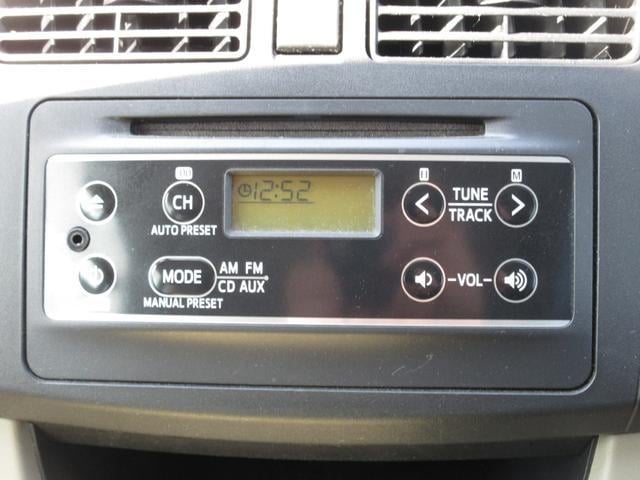 H
M
12:52
CH
AUTO PRESET
TUNE
TRACK
MODE
AM FM
CD AUX
MANUAL PRESET
-VOL-